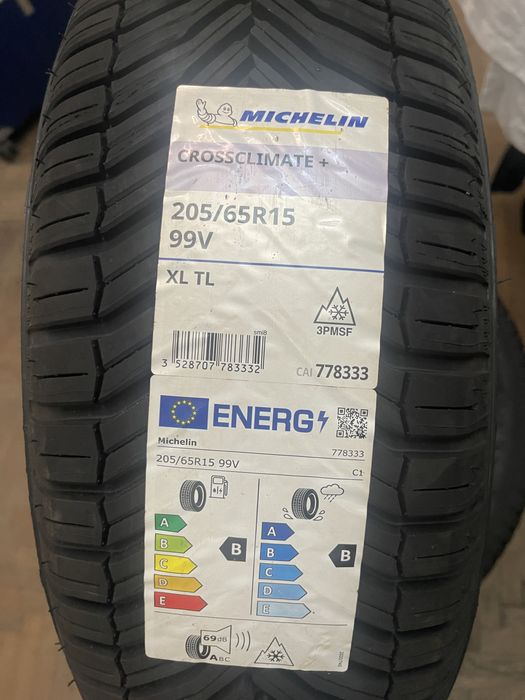 MICHELIN
CROSSCLIMATE +
205/65R15
99V
XL TL
3PMSF
smiB
3 528707 783332
CAI 778333
ENERG
Michelin
778333
205/65R15 99V
C1
A
B
C
D
E
B
A
B
C
D
E
B
69dB
ABC